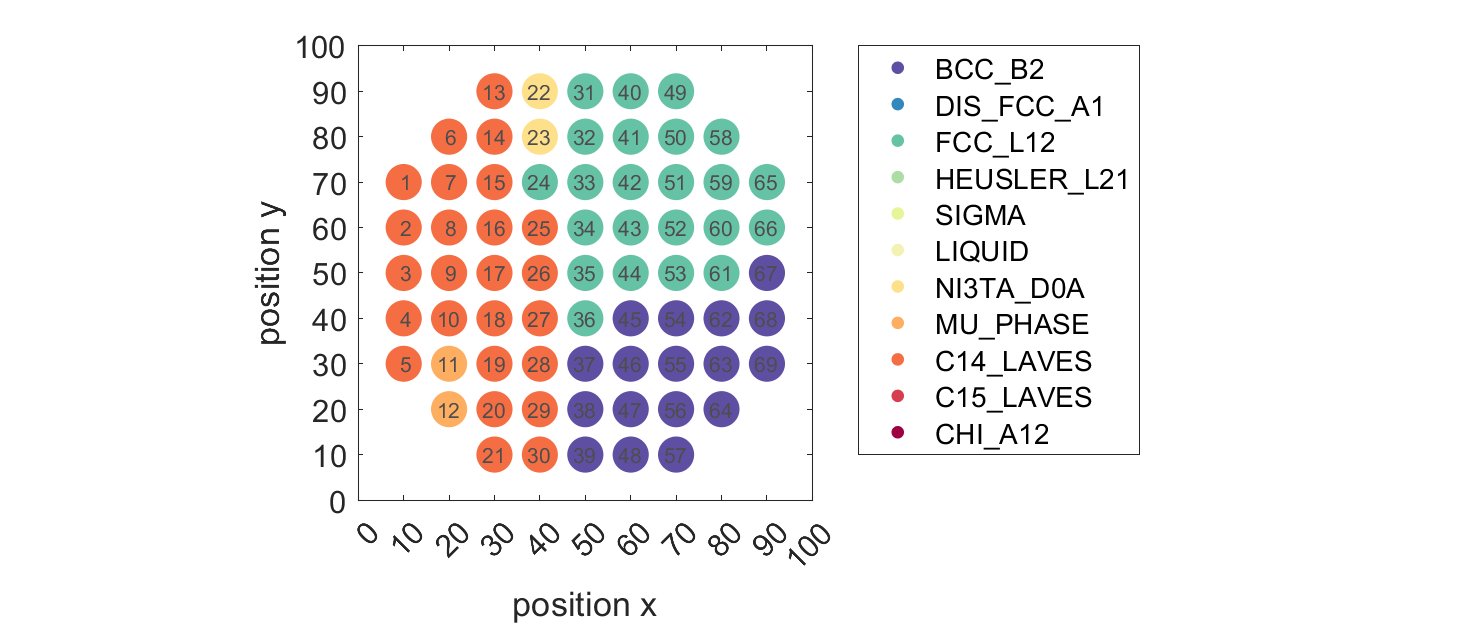 100
90
80
70
60
50
40
30
20
10
0
position y
13 22 31 40 49
6 14 23 32 41 50 58
1 7 15 24 33 42 51 59 65
2 8 16 25 34 43 52 60 66
3 9 17 26 35 44 53 61 67
4 10 18 27 36 45 54 62 68
5 11 19 28 37 46 55 63 69
12 20 29 38 47 56 64
21 30 39 48 57
0 10 20 30 40 50 60 70 80 90 100
position x
BCC_B2
DIS_FCC_A1
FCC_L12
HEUSLER_L21
SIGMA
LIQUID
NI3TA_D0A
MU_PHASE
C14_LAVES
C15_LAVES
CHI_A12